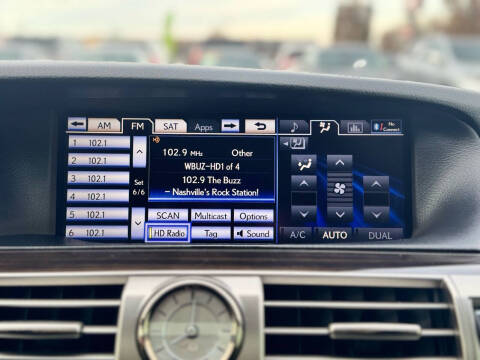 AM FM SAT Apps
No Connect
1 102.1
2 102.1
3 102.1
4 102.1
5 102.1
6 102.1
Set
6/6
102.9 MHz Other
WBUZ-HD1 of 4
102.9 The Buzz
– Nashville's Rock Station!
SCAN Multicast Options
HD Radio Tag Sound
A/C AUTO DUAL